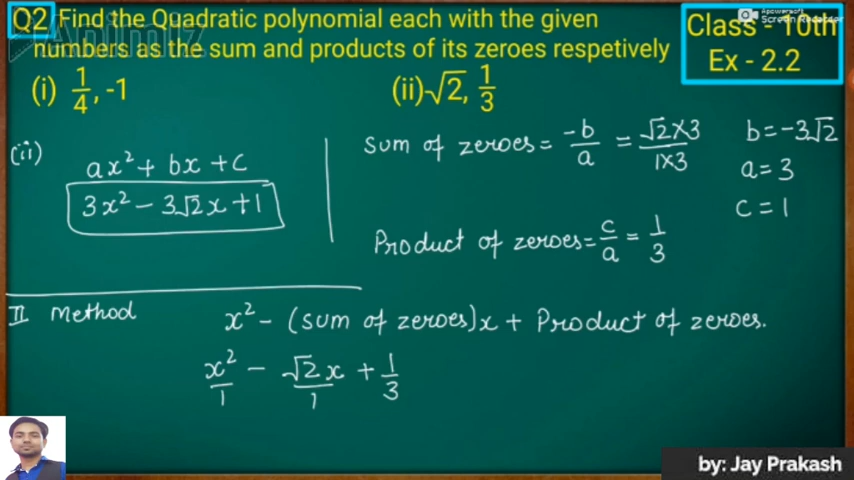 Q2 Find the Quadratic polynomial each with the given
numbers as the sum and products of its zeroes respetively
(i) 1/4, -1 (ii) √2, 1/3
Class - 10th
Ex - 2.2
Apowersoft
Screen Recorder
(ii) ax² + bx + c
3x² - 3√2x + 1
Sum of zeroes = -b/a = √2×3/1×3
Product of zeroes = c/a = 1/3
b = -3√2
a = 3
c = 1
II Method x² - (sum of zeroes)x + Product of zeroes.
x²/1 - √2x/1 + 1/3
by: Jay Prakash